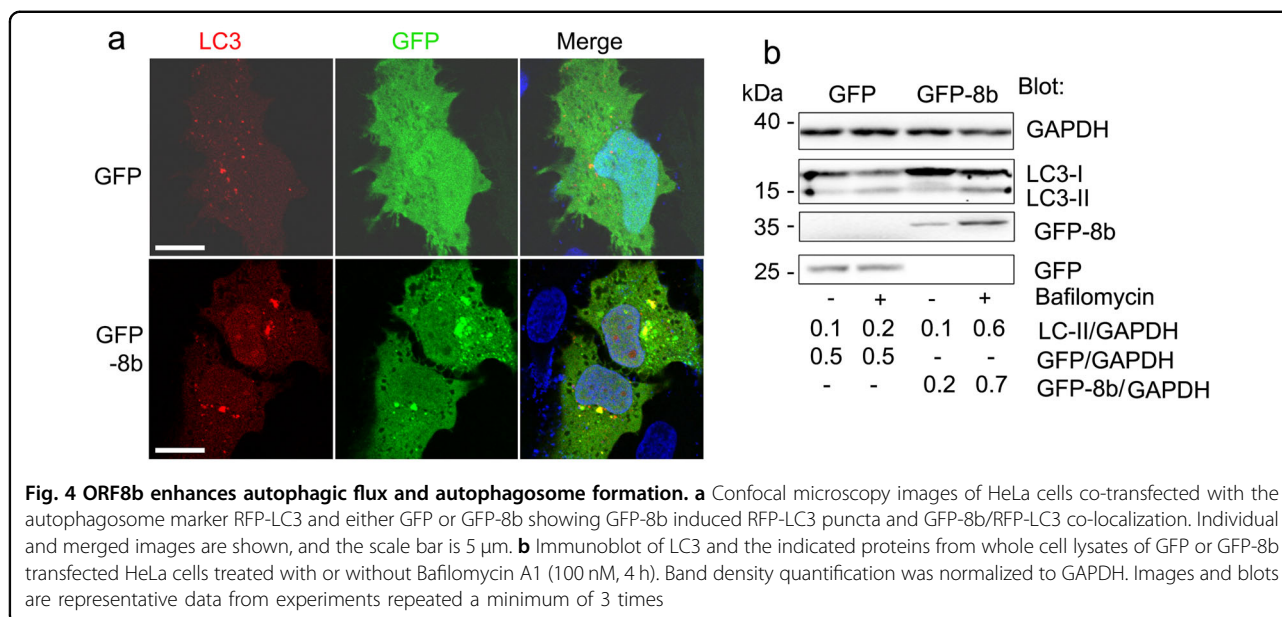 a
LC3 GFP Merge
GFP
GFP
-8b
b
kDa GFP GFP-8b Blot:
40 - GAPDH
LC3-I
15 - LC3-II
35 - GFP-8b
25 - GFP
- + - + Bafilomycin
0.1 0.2 0.1 0.6 LC-II/GAPDH
0.5 0.5 - - GFP/GAPDH
- - 0.2 0.7 GFP-8b/GAPDH
Fig. 4 ORF8b enhances autophagic flux and autophagosome formation. a Confocal microscopy images of HeLa cells co-transfected with the
autophagosome marker RFP-LC3 and either GFP or GFP-8b showing GFP-8b induced RFP-LC3 puncta and GFP-8b/RFP-LC3 co-localization. Individual
and merged images are shown, and the scale bar is 5 µm. b Immunoblot of LC3 and the indicated proteins from whole cell lysates of GFP or GFP-8b
transfected HeLa cells treated with or without Bafilomycin A1 (100 nM, 4 h). Band density quantification was normalized to GAPDH. Images and blots
are representative data from experiments repeated a minimum of 3 times